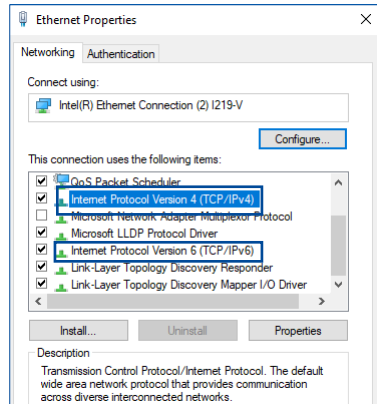 Ethernet Properties
Networking Authentication
Connect using:
Intel(R) Ethernet Connection (2) I219-V
Configure...
This connection uses the following items:
QoS Packet Scheduler
Internet Protocol Version 4 (TCP/IPv4)
Microsoft Network Adapter Multiplexor Protocol
Microsoft LLDP Protocol Driver
Internet Protocol Version 6 (TCP/IPv6)
Link-Layer Topology Discovery Responder
Link-Layer Topology Discovery Mapper I/O Driver
Install... Uninstall Properties
Description
Transmission Control Protocol/Internet Protocol. The default
wide area network protocol that provides communication
across diverse interconnected networks.